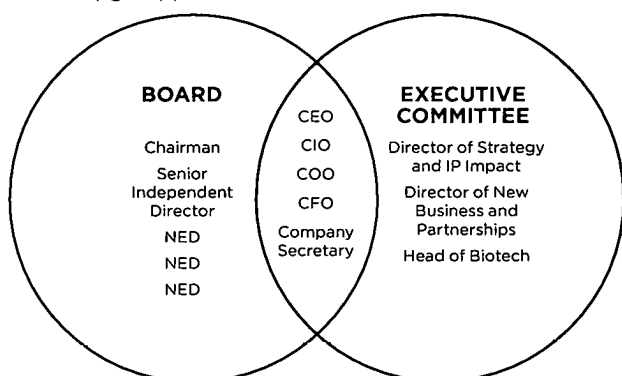 BOARD
Chairman
Senior
Independent
Director
NED
NED
NED
CEO
CIO
COO
CFO
Company
Secretary
EXECUTIVE
COMMITTEE
Director of Strategy
and IP Impact
Director of New
Business and
Partnerships
Head of Biotech